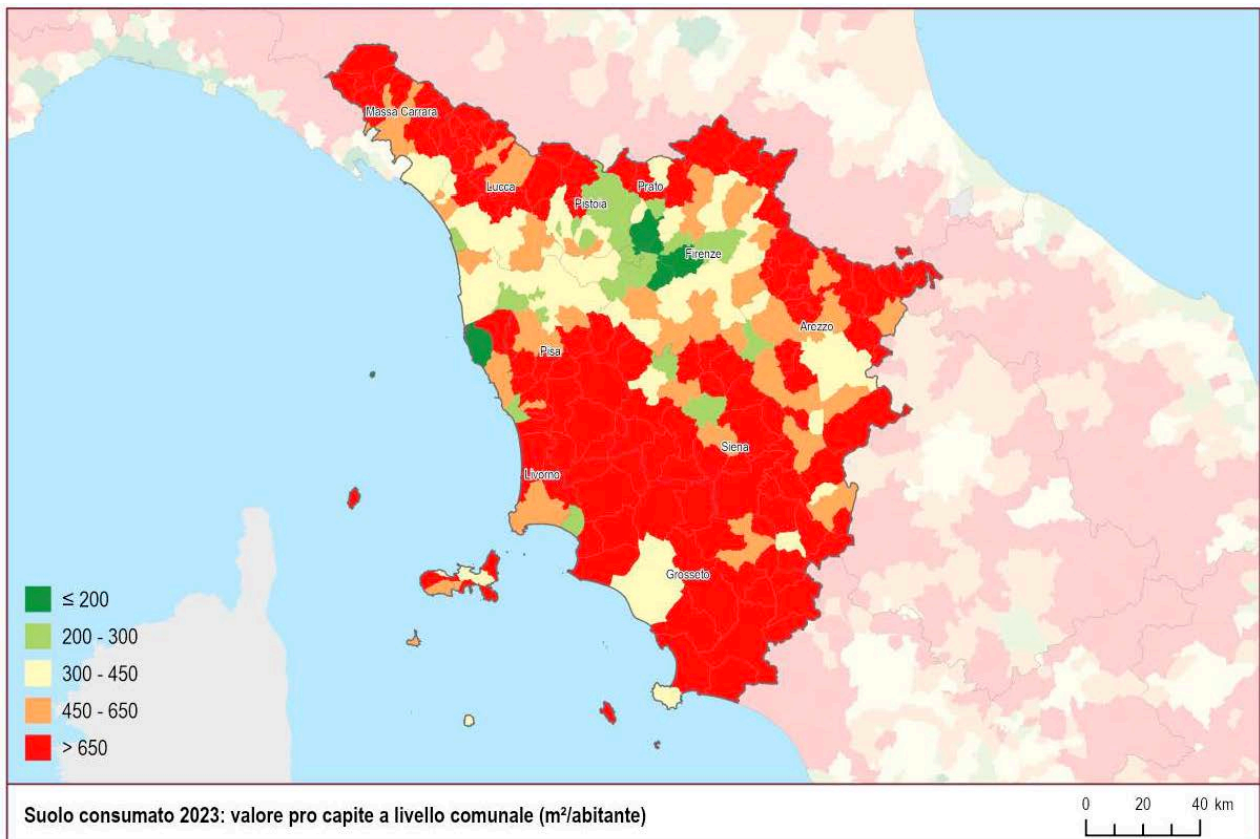 Massa Carrara
Lucca
Prato
Pistoia
Firenze
Arezzo
Pisa
Siena
Livorno
Grosseto
≤ 200
200 - 300
300 - 450
450 - 650
> 650
Suolo consumato 2023: valore pro capite a livello comunale (m²/abitante)
0 20 40 km